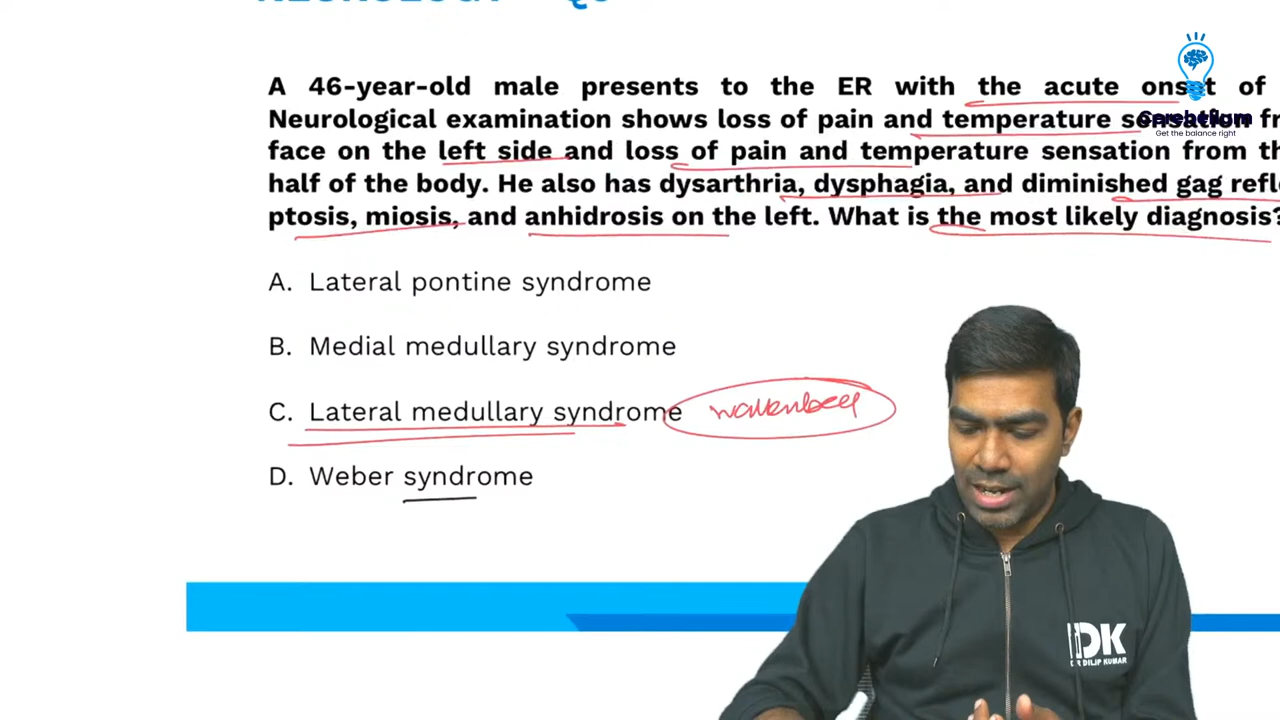 A 46-year-old male presents to the ER with the acute onset of
Neurological examination shows loss of pain and temperature sensation
face on the left side and loss of pain and temperature sensation from
half of the body. He also has dysarthria, dysphagia, and diminished gag
ptosis, miosis, and anhidrosis on the left. What is the most likely diagnosis?
A. Lateral pontine syndrome
B. Medial medullary syndrome
C. Lateral medullary syndrome
D. Weber syndrome
Cerebellum
Get the balance right
DK
DR DILIP KUMAR